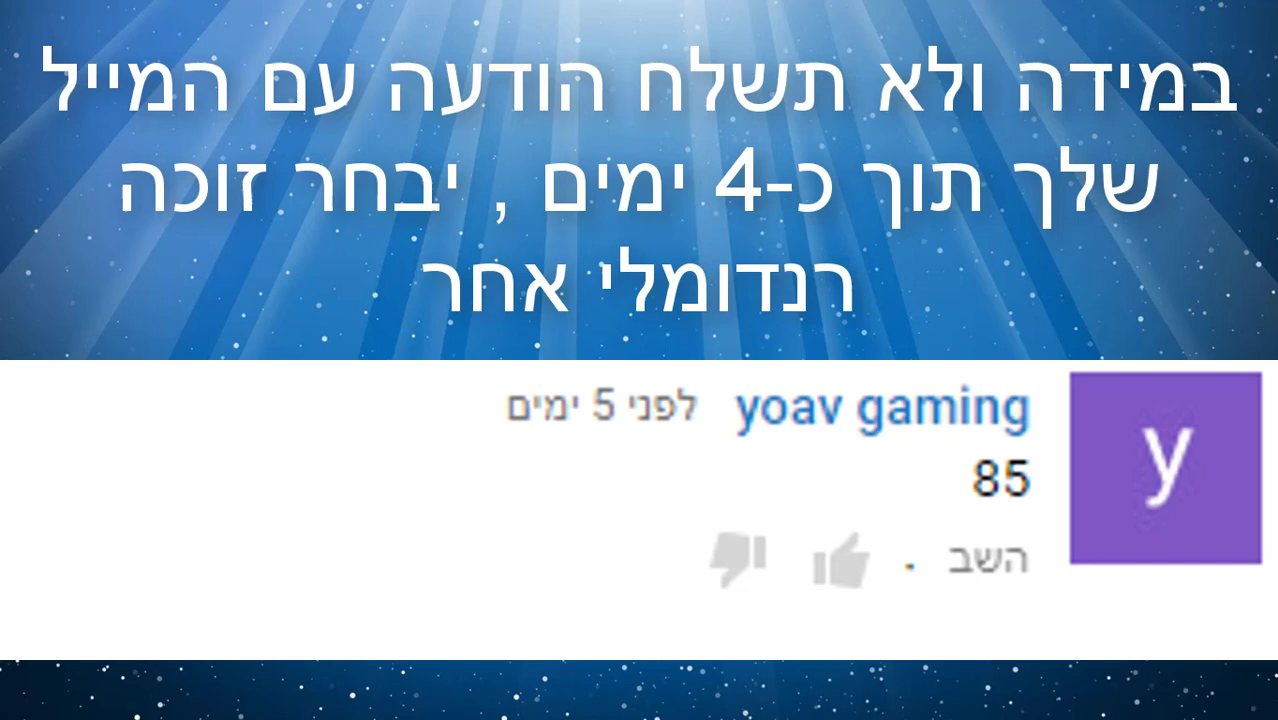 במידה ולא תשלח הודעה עם המייל
שלך תוך כ-4 ימים , יבחר זוכה
רנדומלי אחר
yoav gaming לפני 5 ימים
85
השב
y